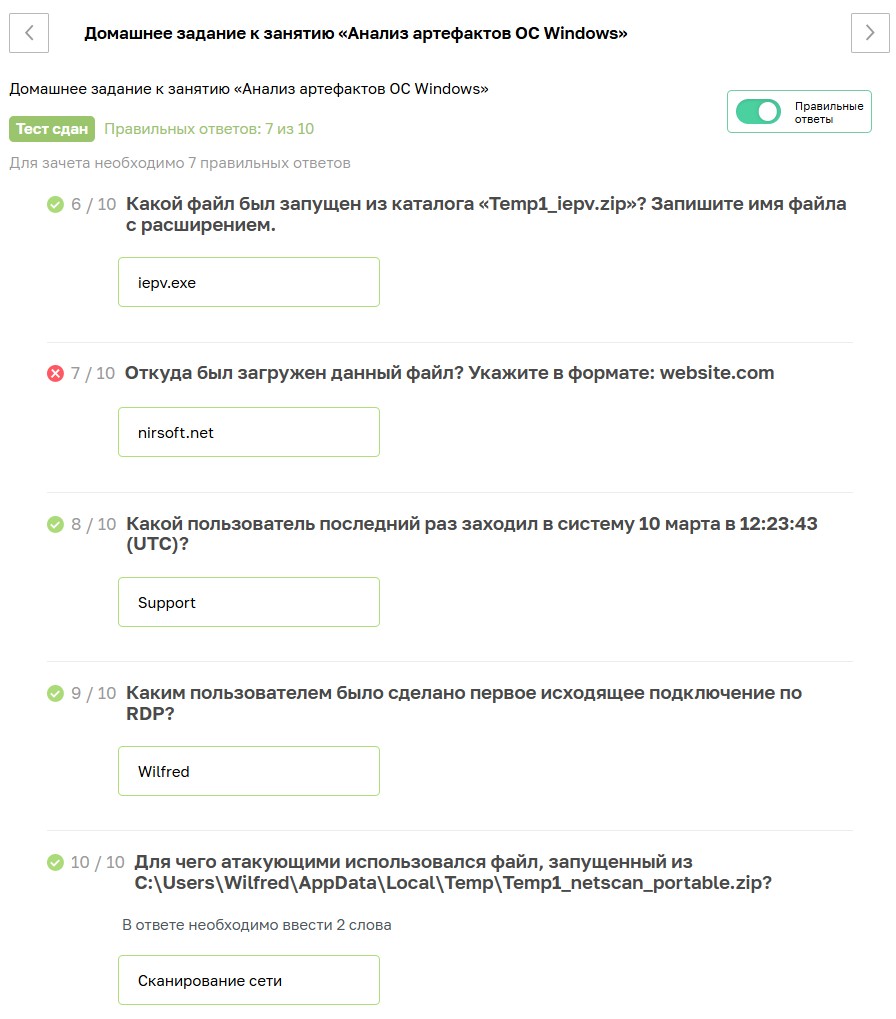 Домашнее задание к занятию «Анализ артефактов ОС Windows»
Домашнее задание к занятию «Анализ артефактов ОС Windows»
Правильные
ответы
Тест сдан Правильных ответов: 7 из 10
Для зачета необходимо 7 правильных ответов
6 / 10 Какой файл был запущен из каталога «Temp1_iepv.zip»? Запишите имя файла
с расширением.
iepv.exe
7 / 10 Откуда был загружен данный файл? Укажите в формате: website.com
nirsoft.net
8 / 10 Какой пользователь последний раз заходил в систему 10 марта в 12:23:43
(UTC)?
Support
9 / 10 Каким пользователем было сделано первое исходящее подключение по
RDP?
Wilfred
10 / 10 Для чего атакующими использовался файл, запущенный из
C:\Users\Wilfred\AppData\Local\Temp\Temp1_netscan_portable.zip?
В ответе необходимо ввести 2 слова
Сканирование сети